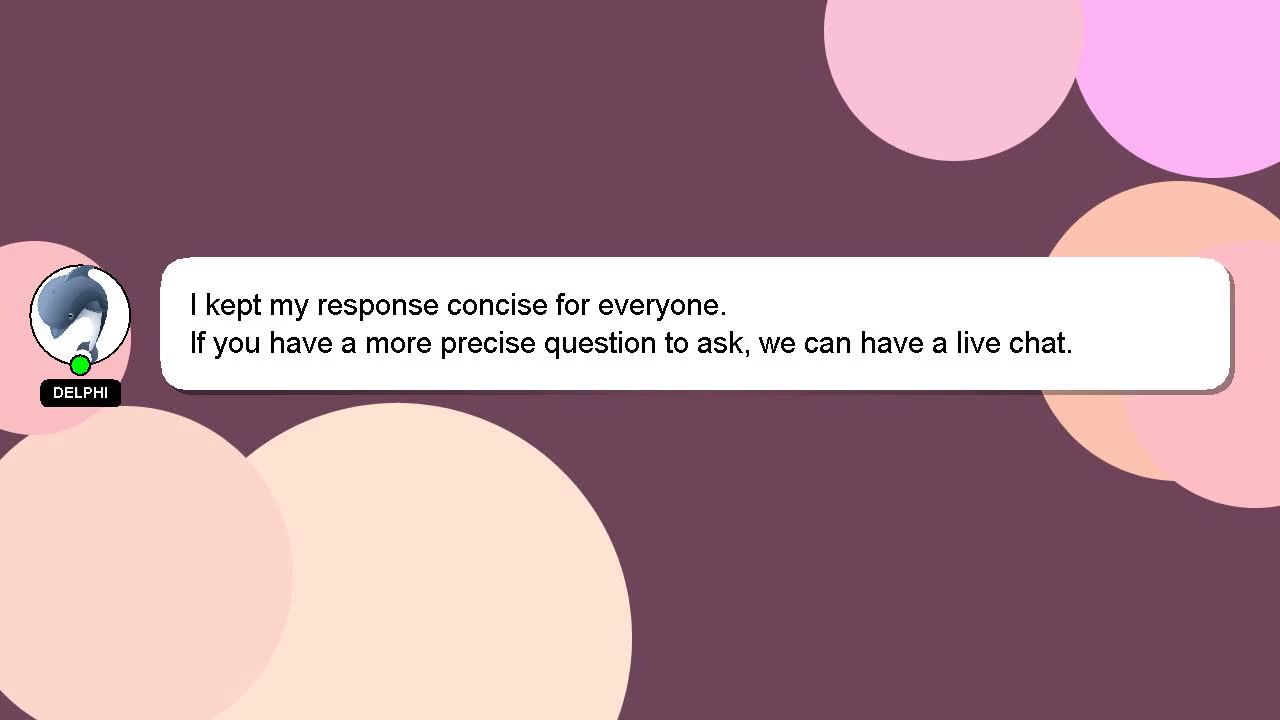 I kept my response concise for everyone.
If you have a more precise question to ask, we can have a live chat.
DELPHI